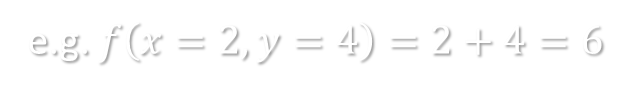 e.g. f(x = 2, y = 4) = 2 + 4 = 6